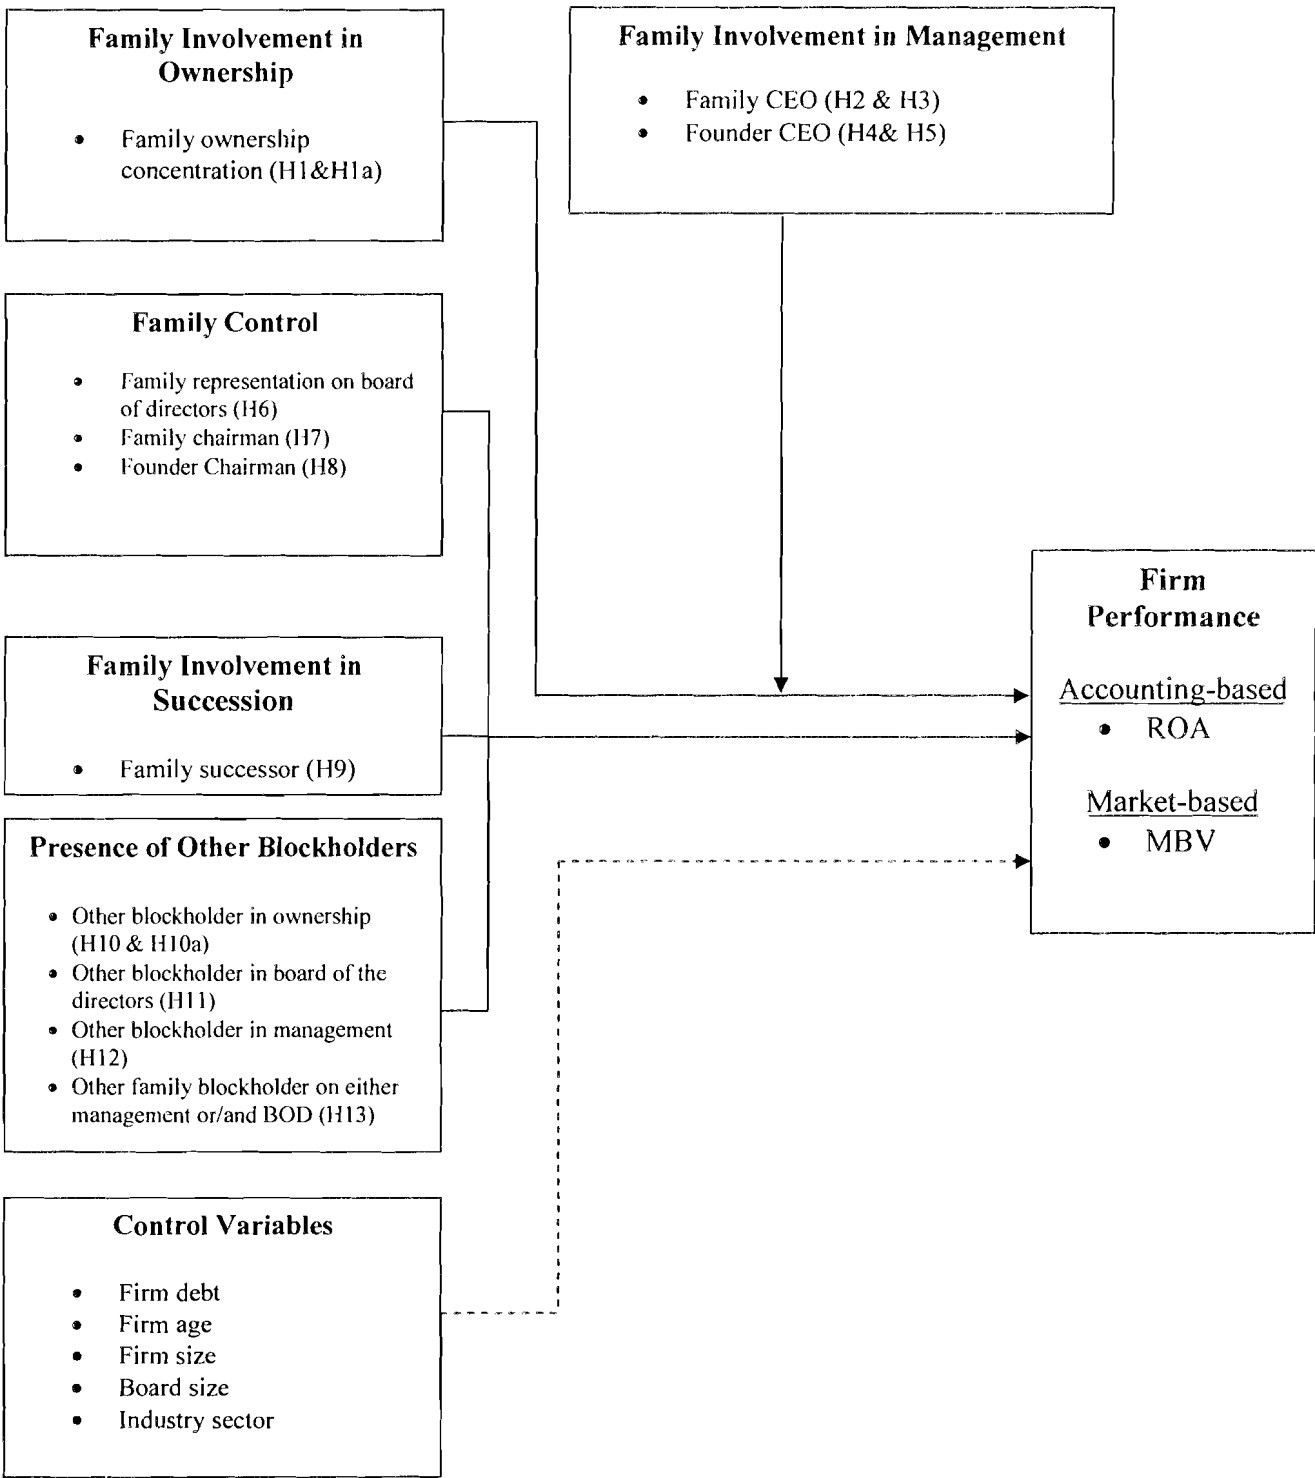 Family Involvement in
Ownership
• Family ownership
concentration (H1&H1a)
Family Involvement in Management
• Family CEO (H2 & H3)
• Founder CEO (H4& H5)
Family Control
• Family representation on board
of directors (H6)
• Family chairman (H7)
• Founder Chairman (H8)
Family Involvement in
Succession
• Family successor (H9)
Presence of Other Blockholders
• Other blockholder in ownership
(H10 & H10a)
• Other blockholder in board of the
directors (H11)
• Other blockholder in management
(H12)
• Other family blockholder on either
management or/and BOD (H13)
Control Variables
• Firm debt
• Firm age
• Firm size
• Board size
• Industry sector
Firm
Performance
Accounting-based
• ROA
Market-based
• MBV